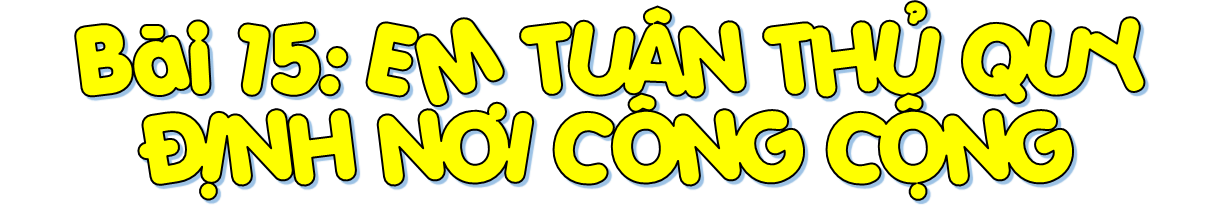 Bài 15: EM TUÂN THỦ QUY
ĐỊNH NƠI CÔNG CỘNG